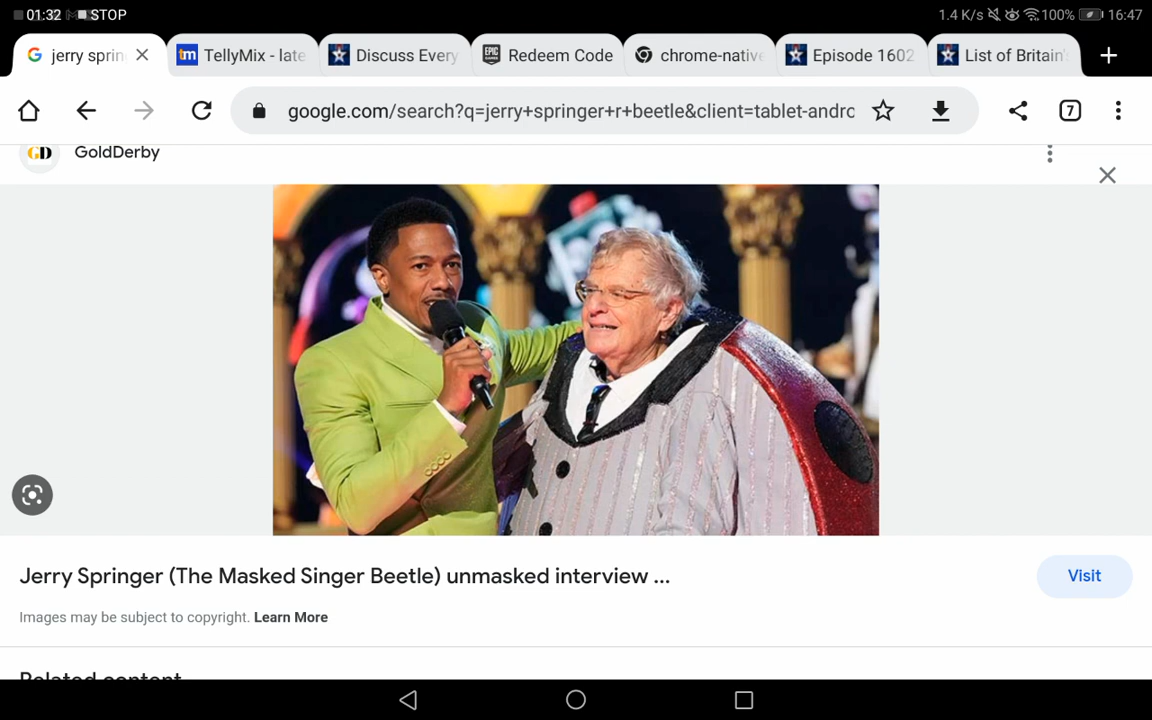 01:32 STOP 1.4 K/s 100% 16:47
jerry sprin TellyMix - late Discuss Every Redeem Code chrome-native Episode 1602 List of Britain'
google.com/search?q=jerry+springer+r+beetle&client=tablet-andro 7
GD GoldDerby
Jerry Springer (The Masked Singer Beetle) unmasked interview ...
Visit
Images may be subject to copyright. Learn More
Related content